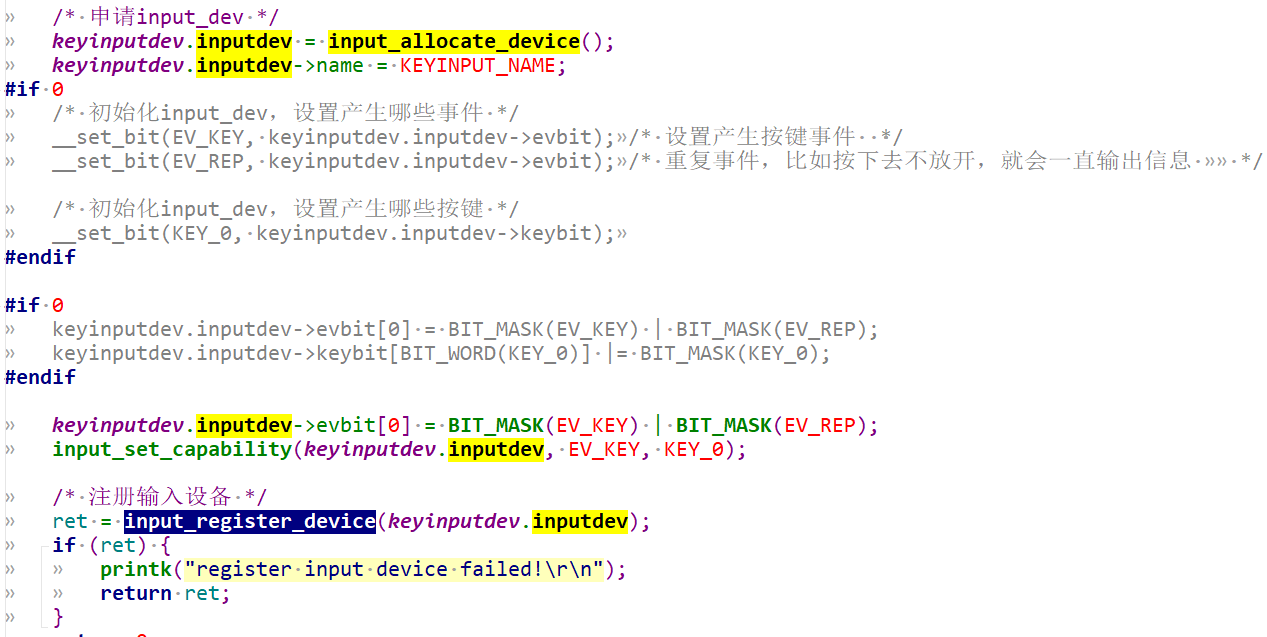 /* 申请input_dev */
keyinputdev.inputdev = input_allocate_device();
keyinputdev.inputdev->name = KEYINPUT_NAME;
#if 0
/* 初始化input_dev，设置产生哪些事件 */
__set_bit(EV_KEY, keyinputdev.inputdev->evbit); /* 设置产生按键事件  */
__set_bit(EV_REP, keyinputdev.inputdev->evbit); /* 重复事件，比如按下去不放开，就会一直输出信息 		 */
/* 初始化input_dev，设置产生哪些按键 */
__set_bit(KEY_0, keyinputdev.inputdev->keybit);
#endif
#if 0
keyinputdev.inputdev->evbit[0] = BIT_MASK(EV_KEY) | BIT_MASK(EV_REP);
keyinputdev.inputdev->keybit[BIT_WORD(KEY_0)] |= BIT_MASK(KEY_0);
#endif
keyinputdev.inputdev->evbit[0] = BIT_MASK(EV_KEY) | BIT_MASK(EV_REP);
input_set_capability(keyinputdev.inputdev, EV_KEY, KEY_0);
/* 注册输入设备 */
ret = input_register_device(keyinputdev.inputdev);
if (ret) {
printk("register input device failed!\r\n");
return ret;
}